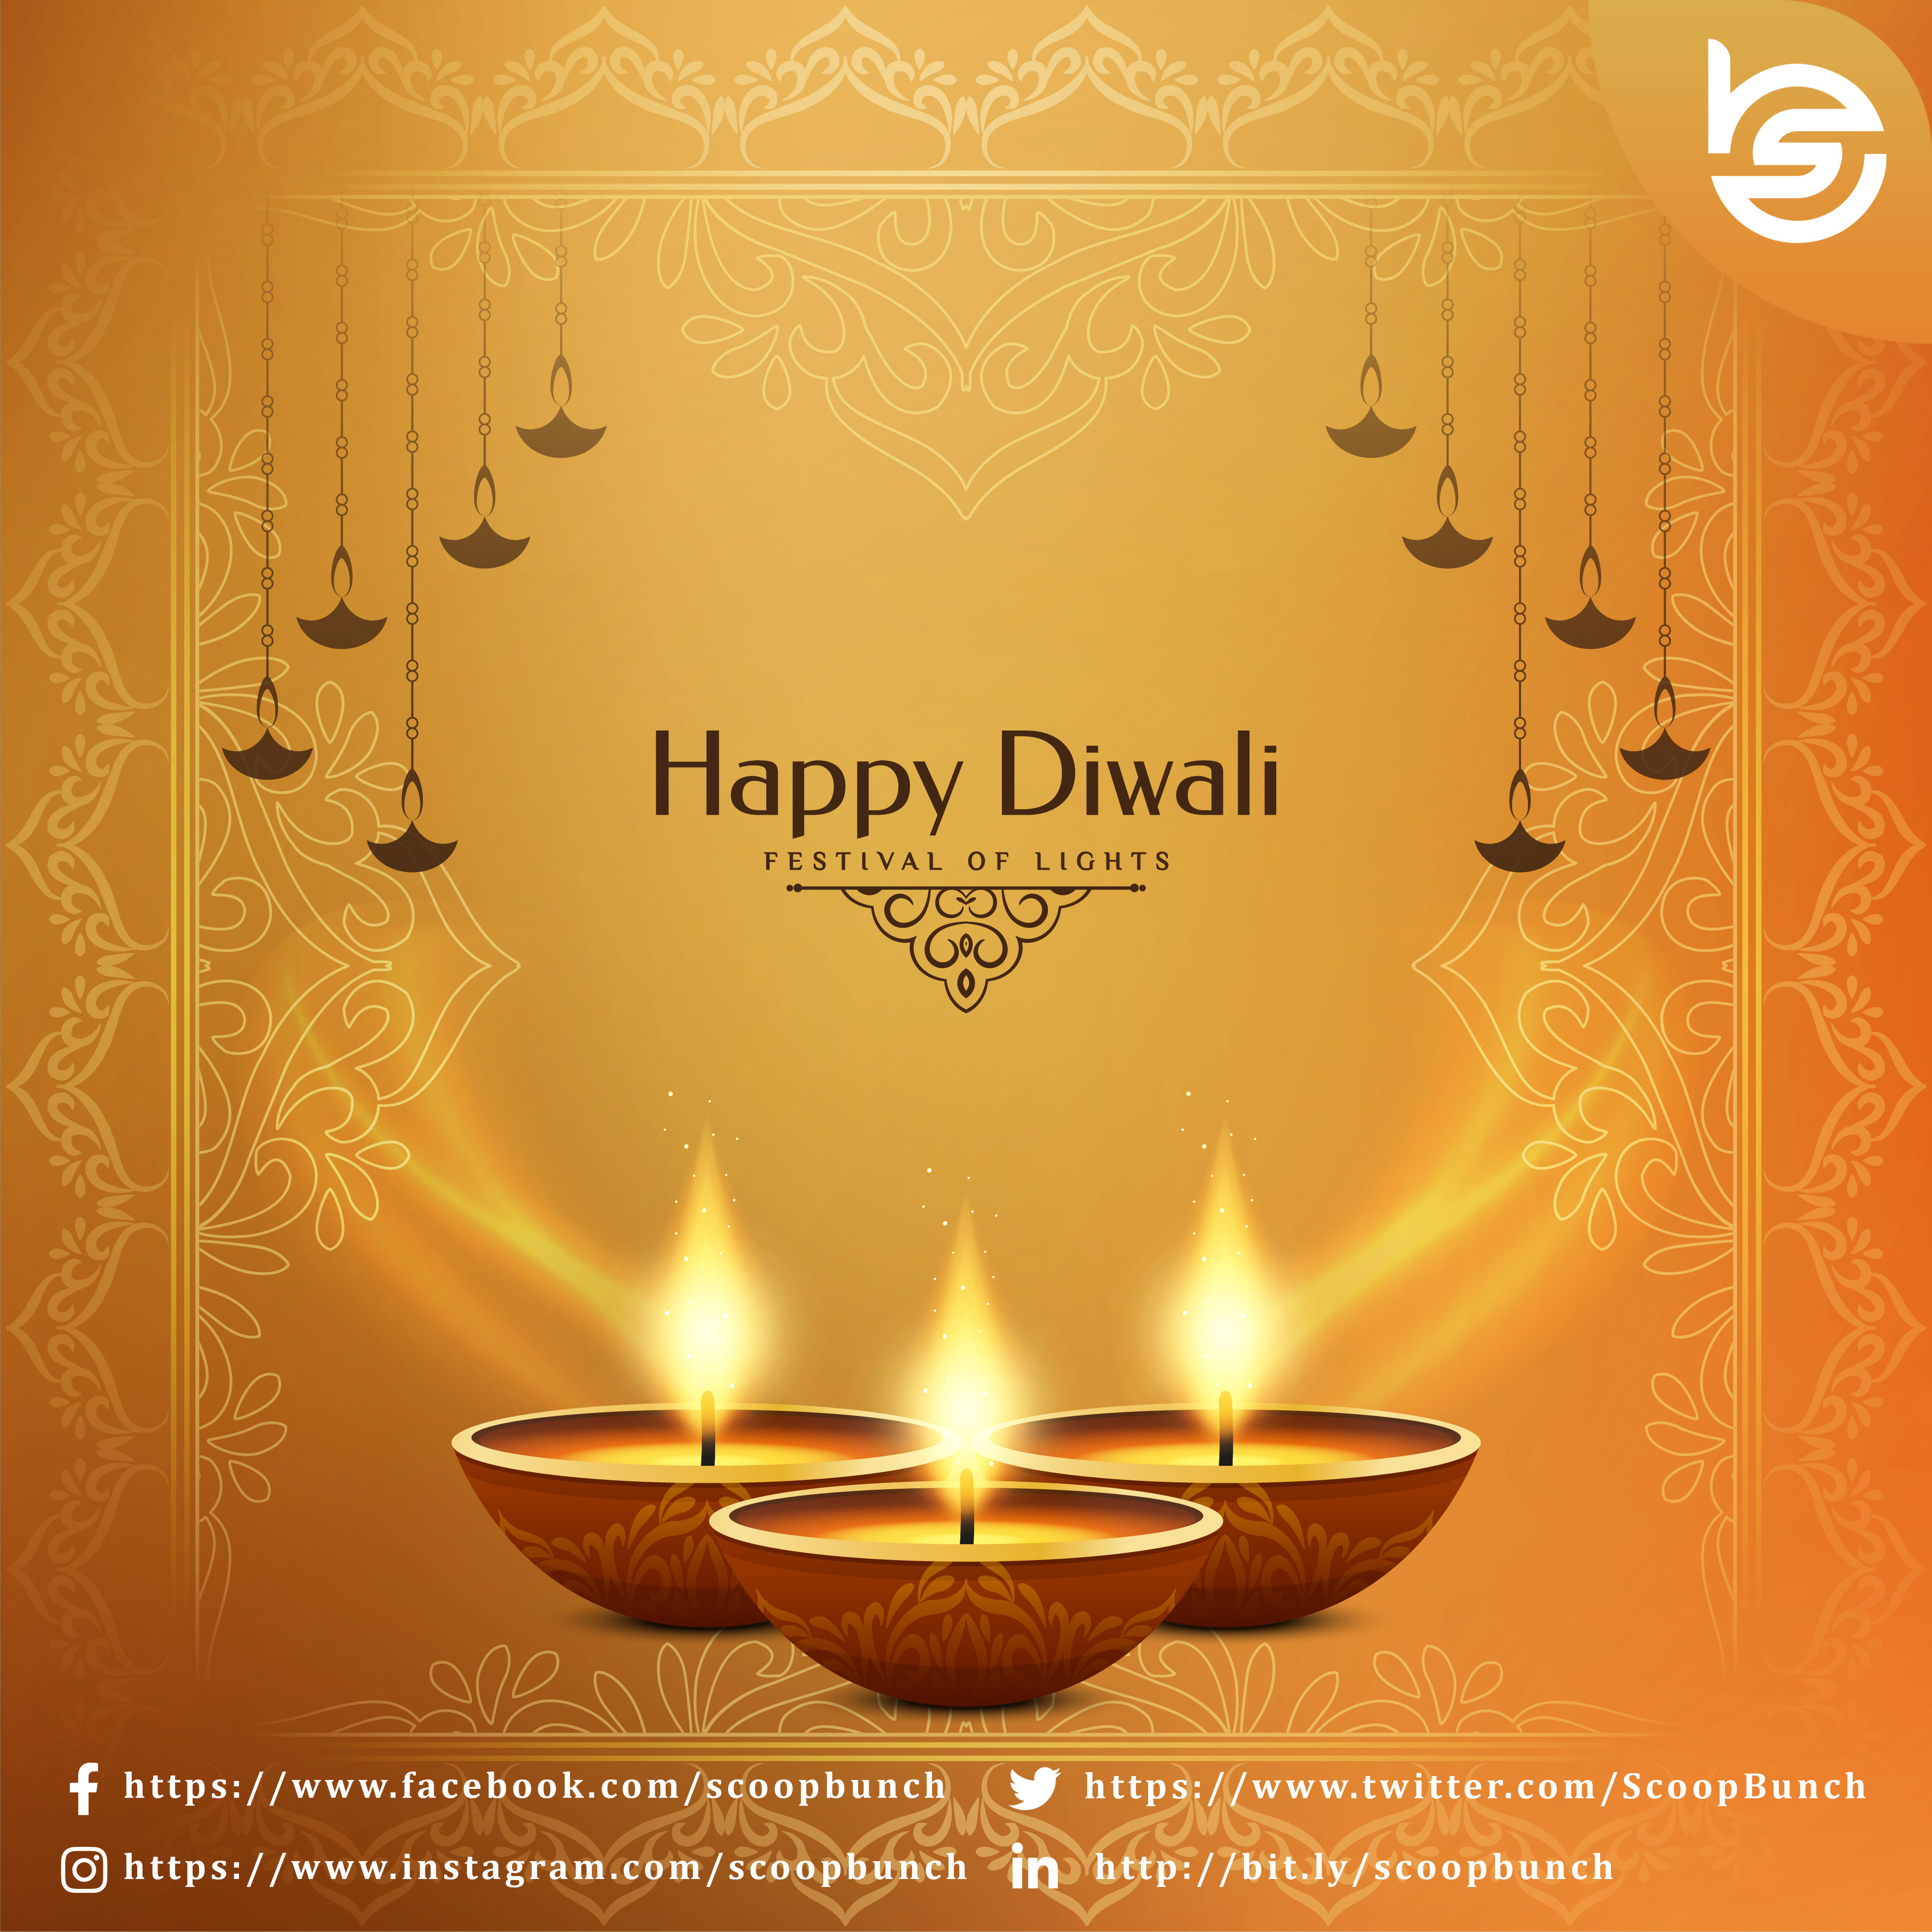 Happy Diwali
FESTIVAL OF LIGHTS
https://www.facebook.com/scoopbunch
https://www.twitter.com/ScoopBunch
https://www.instagram.com/scoopbunch
http://bit.ly/scoopbunch